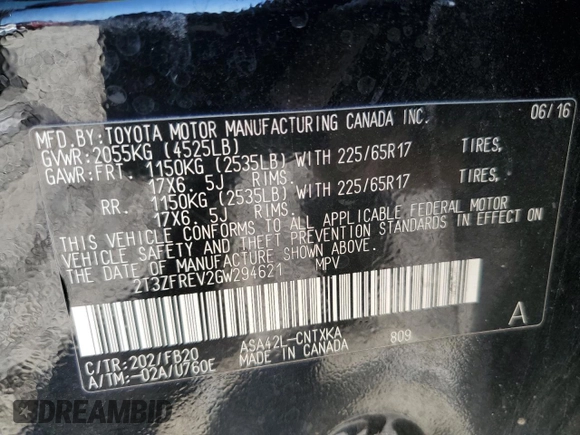 MFD.BY:TOYOTA MOTOR MANUFACTURING CANADA INC. 06/16
GVWR:2055KG (4525LB)
GAWR:FRT. 1150KG (2535LB) WITH 225/65R17 TIRES,
17X6.5J RIMS.
RR. 1150KG (2535LB) WITH 225/65R17 TIRES,
17X6.5J RIMS.
THIS VEHICLE CONFORMS TO ALL APPLICABLE FEDERAL MOTOR
VEHICLE SAFETY AND THEFT PREVENTION STANDARDS IN EFFECT ON
THE DATE OF MANUFACTURE SHOWN ABOVE.
2T3ZFREV2GW294621 MPV
C/TR:202/FB20 ASA42L-CNTXKA 809 A
A/TM:-02A/U760E MADE IN CANADA
DREAMBID